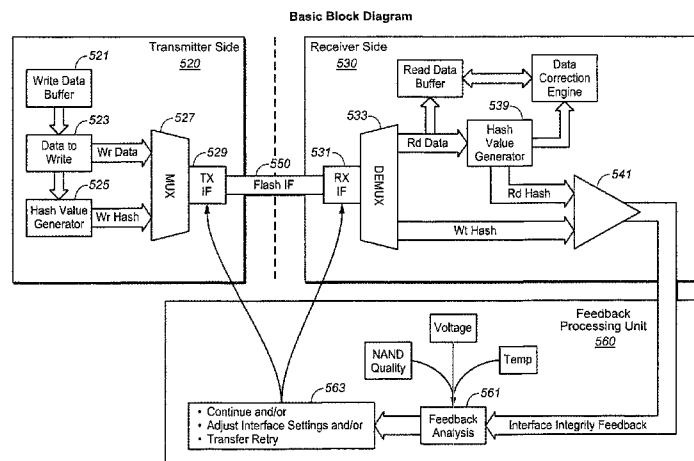 Basic Block Diagram
Transmitter Side
520
521
Write Data
Buffer
523
Data to
Write
525
Hash Value
Generator
Wr Data
Wr Hash
527
MUX
529
TX
IF
550
Flash IF
Receiver Side
530
531
RX
IF
533
DEMUX
Read Data
Buffer
Data
Correction
Engine
539
Rd Data
Hash
Value
Generator
Rd Hash
541
Wt Hash
Feedback
Processing Unit
560
Voltage
NAND
Quality
Temp
563
• Continue and/or
• Adjust Interface Settings and/or
• Transfer Retry
561
Feedback
Analysis
Interface Integrity Feedback